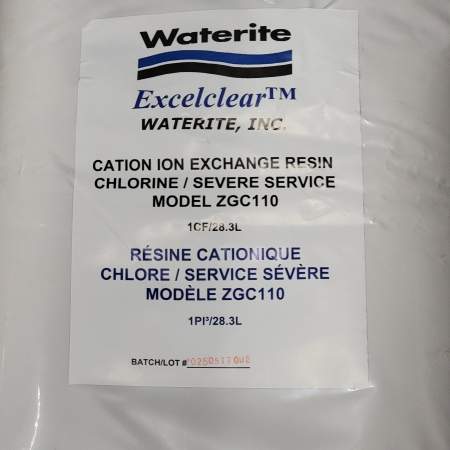 Waterite
Excelclear™
WATERITE, INC.
CATION ION EXCHANGE RESIN
CHLORINE / SEVERE SERVICE
MODEL ZGC110
1CF/28.3L
RÉSINE CATIONIQUE
CHLORE / SERVICE SÉVÈRE
MODÈLE ZGC110
1PI³/28.3L
BATCH/LOT #